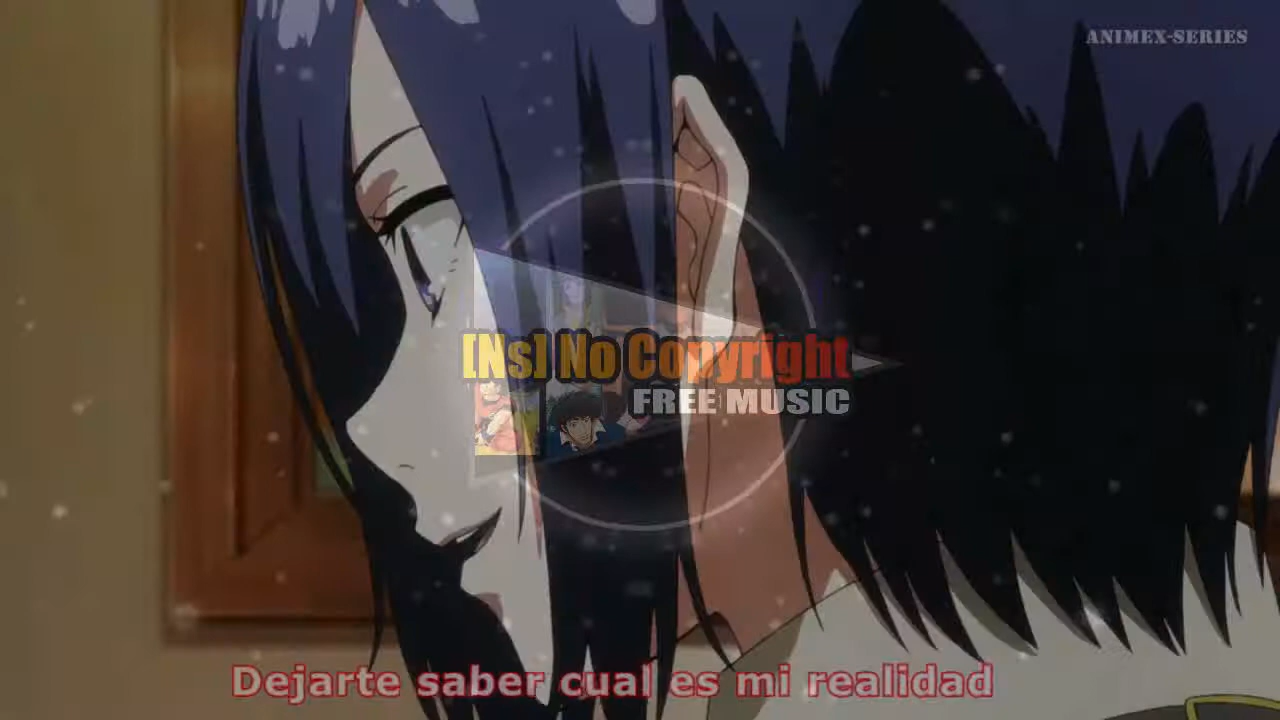 ANIMEX-SERIES
[Ns] No Copyright
FREE MUSIC
Dejarte saber cual es mi realidad